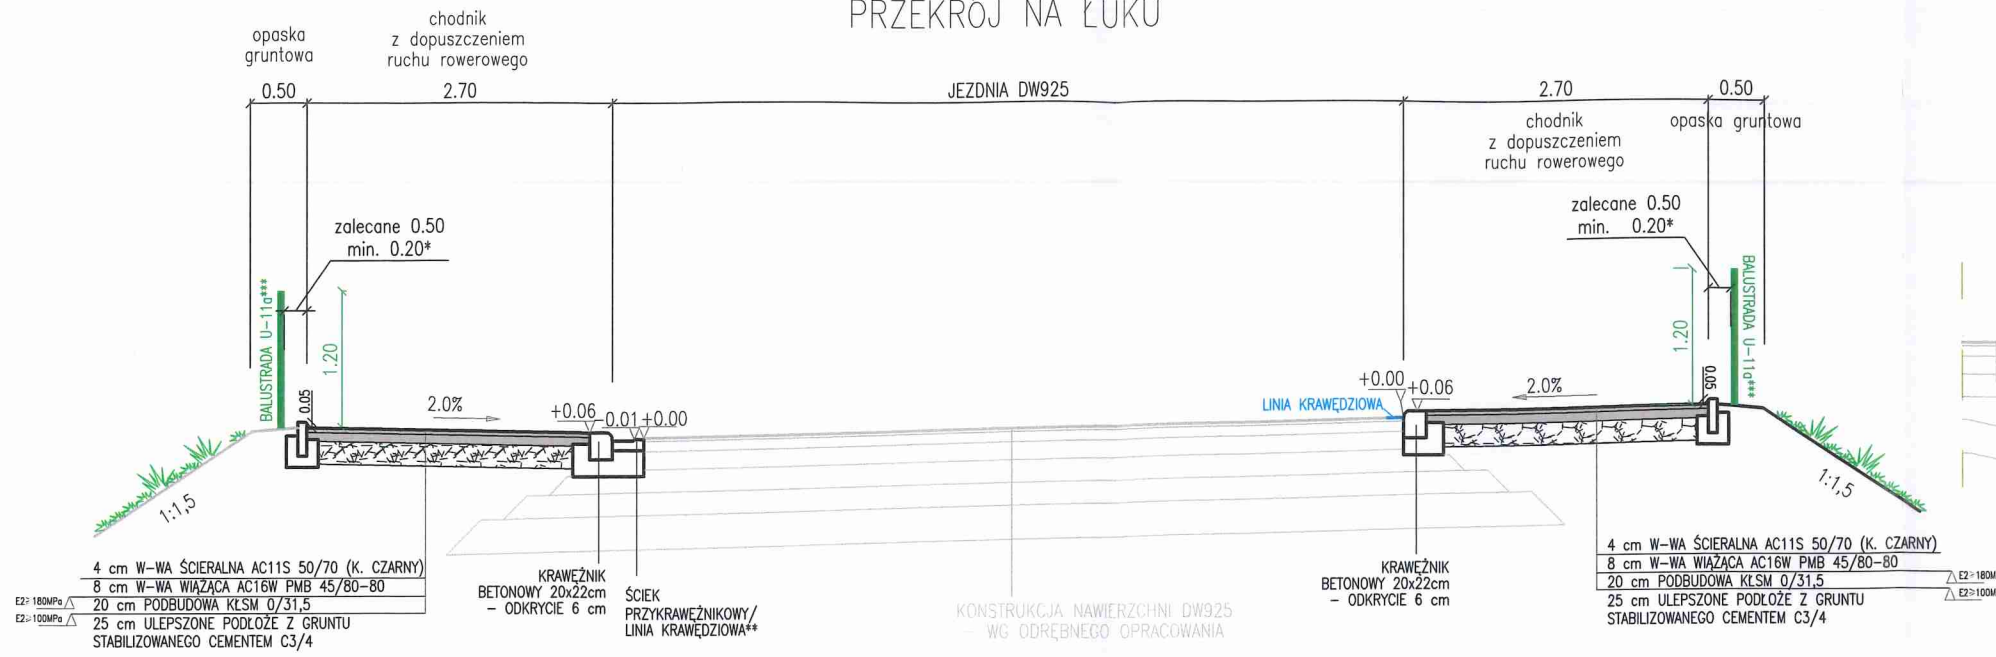 PRZEKRÓJ NA ŁUKU
opaska
gruntowa
chodnik
z dopuszczeniem
ruchu rowerowego
0.50
2.70
JEZDNIA DW925
2.70
0.50
chodnik
z dopuszczeniem
ruchu rowerowego
opaska gruntowa
zalecane 0.50
min. 0.20*
zalecane 0.50
min. 0.20*
BALUSTRADA U-11a***
1.20
0.05
2.0%
+0.06
-0.01
+0.00
LINIA KRAWĘDZIOWA
+0.00
+0.06
2.0%
1.20
0.05
BALUSTRADA U-11a***
1:1,5
1:1,5
4 cm W-WA ŚCIERALNA AC11S 50/70 (K. CZARNY)
8 cm W-WA WIĄŻĄCA AC16W PMB 45/80-80
E2≥180MPa
20 cm PODBUDOWA KŁSM 0/31,5
E2≥100MPa
25 cm ULEPSZONE PODŁOŻE Z GRUNTU
STABILIZOWANEGO CEMENTEM C3/4
KRAWĘŻNIK
BETONOWY 20x22cm
- ODKRYCIE 6 cm
ŚCIEK
PRZYKRAWĘŻNIKOWY/
LINIA KRAWĘDZIOWA**
KONSTRUKCJA NAWIERZCHNI DW925
- WG ODRĘBNEGO OPRACOWANIA
KRAWĘŻNIK
BETONOWY 20x22cm
- ODKRYCIE 6 cm
4 cm W-WA ŚCIERALNA AC11S 50/70 (K. CZARNY)
8 cm W-WA WIĄŻĄCA AC16W PMB 45/80-80
E2≥180M
20 cm PODBUDOWA KŁSM 0/31,5
E2≥100M
25 cm ULEPSZONE PODŁOŻE Z GRUNTU
STABILIZOWANEGO CEMENTEM C3/4